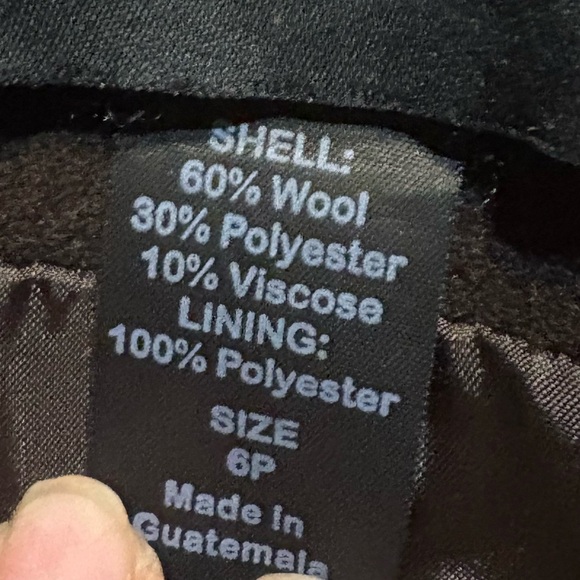 SHELL:
60% Wool
30% Polyester
10% Viscose
LINING:
100% Polyester
SIZE
6P
Made in
Guatemala